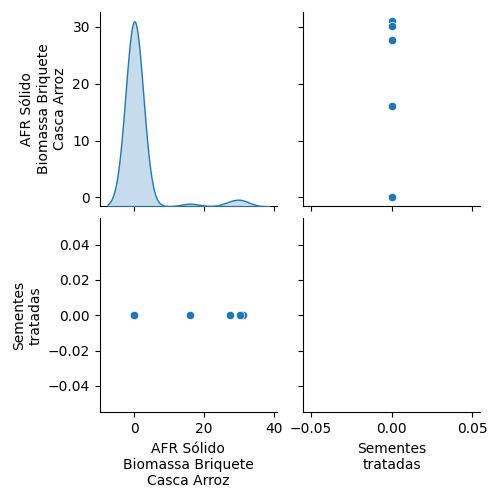 30
20
10
0
AFR Sólido
Biomassa Briquete
Casca Arroz
0.04
0.02
0.00
−0.02
−0.04
Sementes
tratadas
0
20
40
AFR Sólido
Biomassa Briquete
Casca Arroz
−0.05
0.00
0.05
Sementes
tratadas